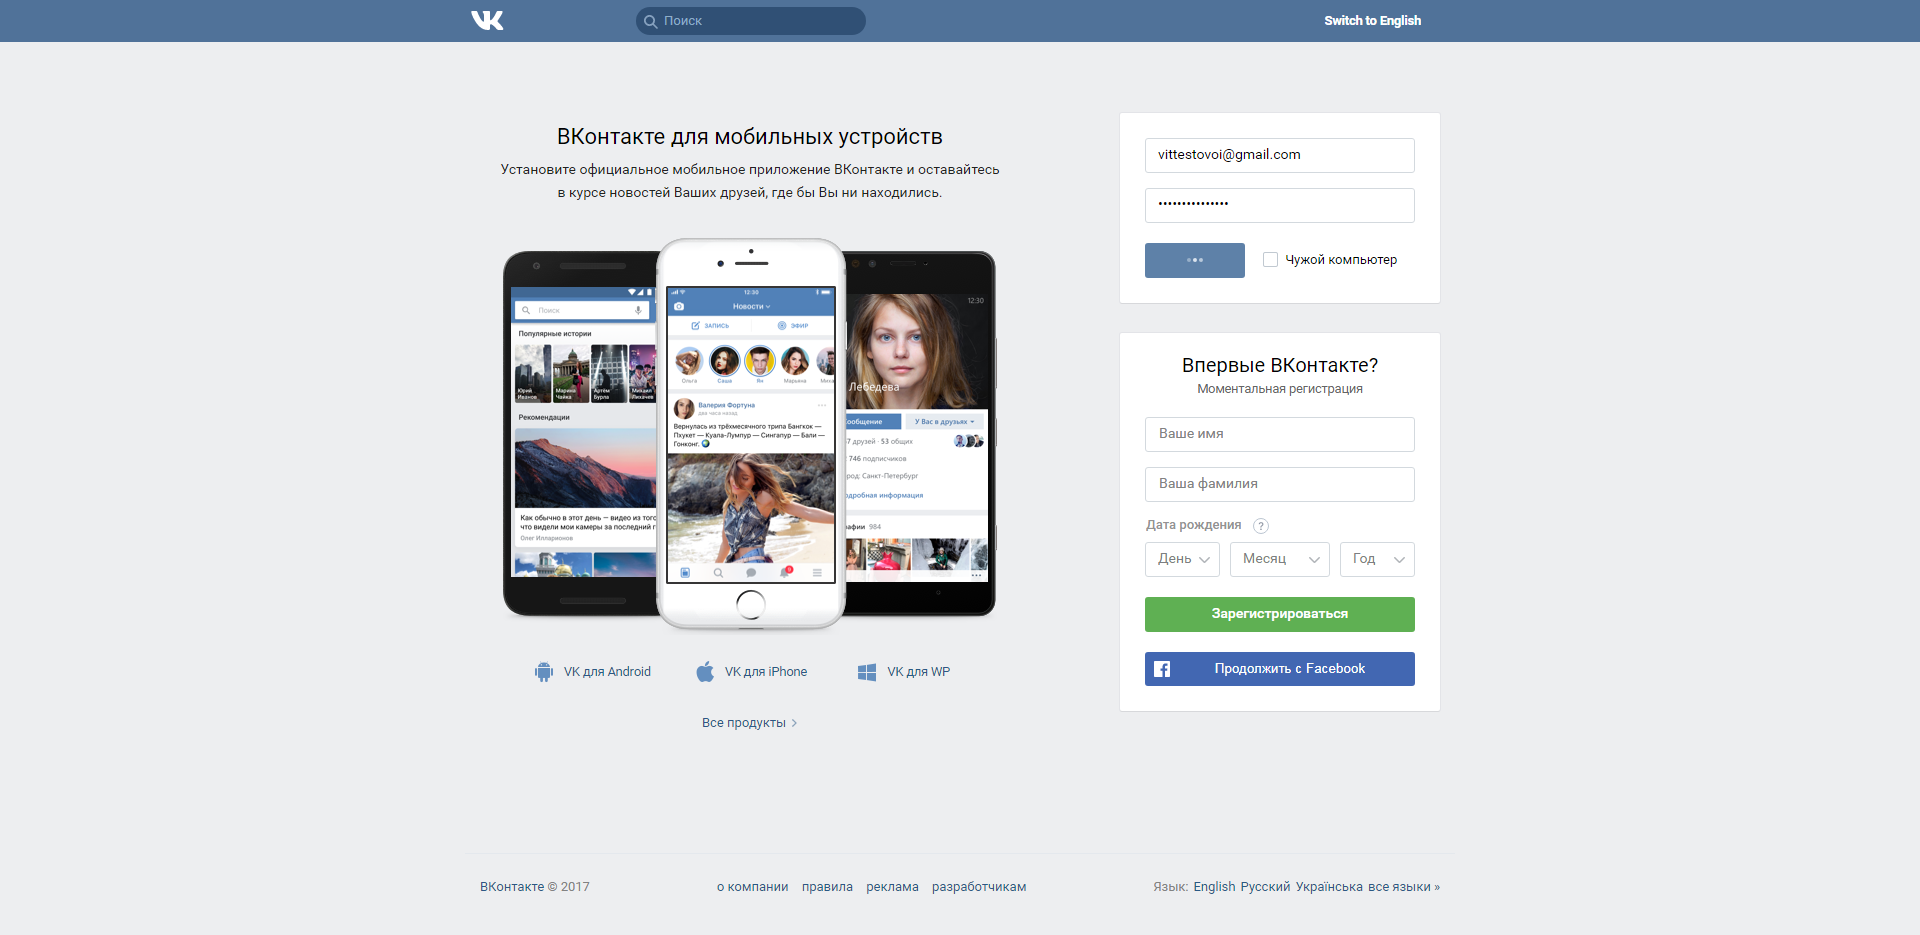 Поиск
Switch to English
ВКонтакте для мобильных устройств
Установите официальное мобильное приложение ВКонтакте и оставайтесь
в курсе новостей Ваших друзей, где бы Вы ни находились.
Поиск
Популярные истории
Юрий
Иванов
Марина
Чайка
Артём
Бурла
Михаил
Лихачев
Рекомендации
Как обычно в этот день — видео из того
что видели мои камеры за последний г
Олег Илларионов
12:30
Новости
ЗАПИСЬ
ЭФИР
Ольга
Саша
Ян
Марьяна
Миха
Валерия Фортуна
два часа назад
Вернулась из трёхмесячного трипа Бангкок —
Пхукет — Куала-Лумпур — Сингапур — Бали —
Гонконг.
12:30
Лебедева
ообщение
У Вас в друзьях
7 друзей · 53 общих
746 подписчиков
род: Санкт-Петербург
одробная информация
афии 984
VK для Android
VK для iPhone
VK для WP
Все продукты
vittestovoi@gmail.com
•••••••••••••••
Чужой компьютер
Впервые ВКонтакте?
Моментальная регистрация
Ваше имя
Ваша фамилия
Дата рождения ?
День
Месяц
Год
Зарегистрироваться
Продолжить с Facebook
ВКонтакте © 2017
о компании правила реклама разработчикам
Язык: English Русский Українська все языки »